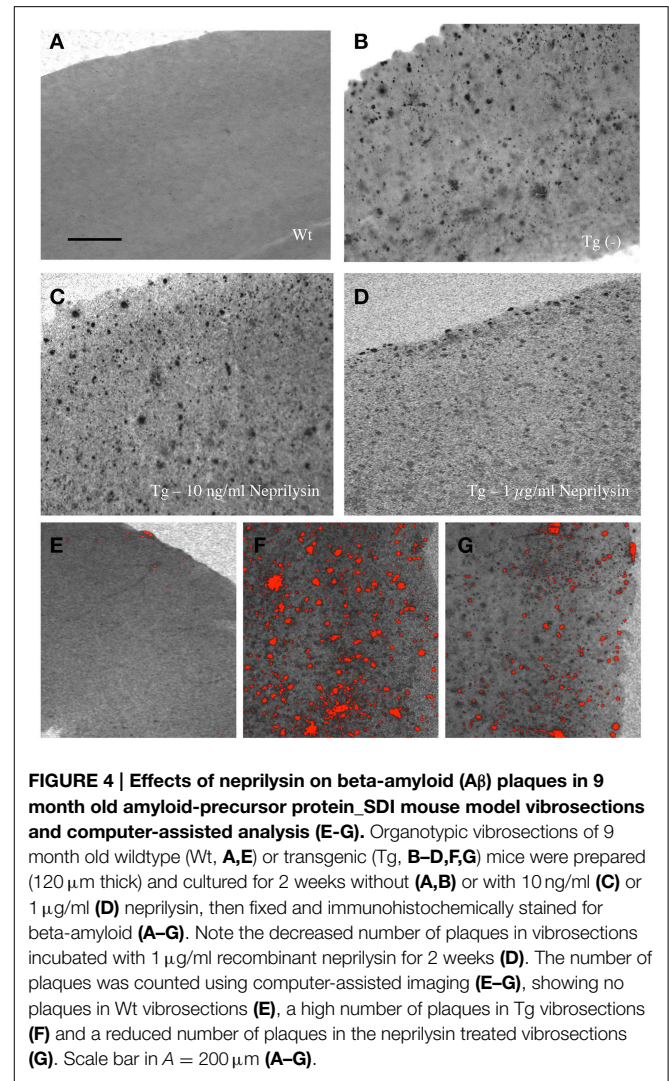 A
B
Wt
Tg (-)
C
D
Tg – 10 ng/ml Neprilysin
Tg – 1 µg/ml Neprilysin
E
F
G
FIGURE 4 | Effects of neprilysin on beta-amyloid (Aβ) plaques in 9
month old amyloid-precursor protein_SDI mouse model vibrosections
and computer-assisted analysis (E-G). Organotypic vibrosections of 9
month old wildtype (Wt, A,E) or transgenic (Tg, B–D,F,G) mice were prepared
(120 µm thick) and cultured for 2 weeks without (A,B) or with 10 ng/ml (C) or
1 µg/ml (D) neprilysin, then fixed and immunohistochemically stained for
beta-amyloid (A–G). Note the decreased number of plaques in vibrosections
incubated with 1 µg/ml recombinant neprilysin for 2 weeks (D). The number of
plaques was counted using computer-assisted imaging (E–G), showing no
plaques in Wt vibrosections (E), a high number of plaques in Tg vibrosections
(F) and a reduced number of plaques in the neprilysin treated vibrosections
(G). Scale bar in A = 200 µm (A–G).